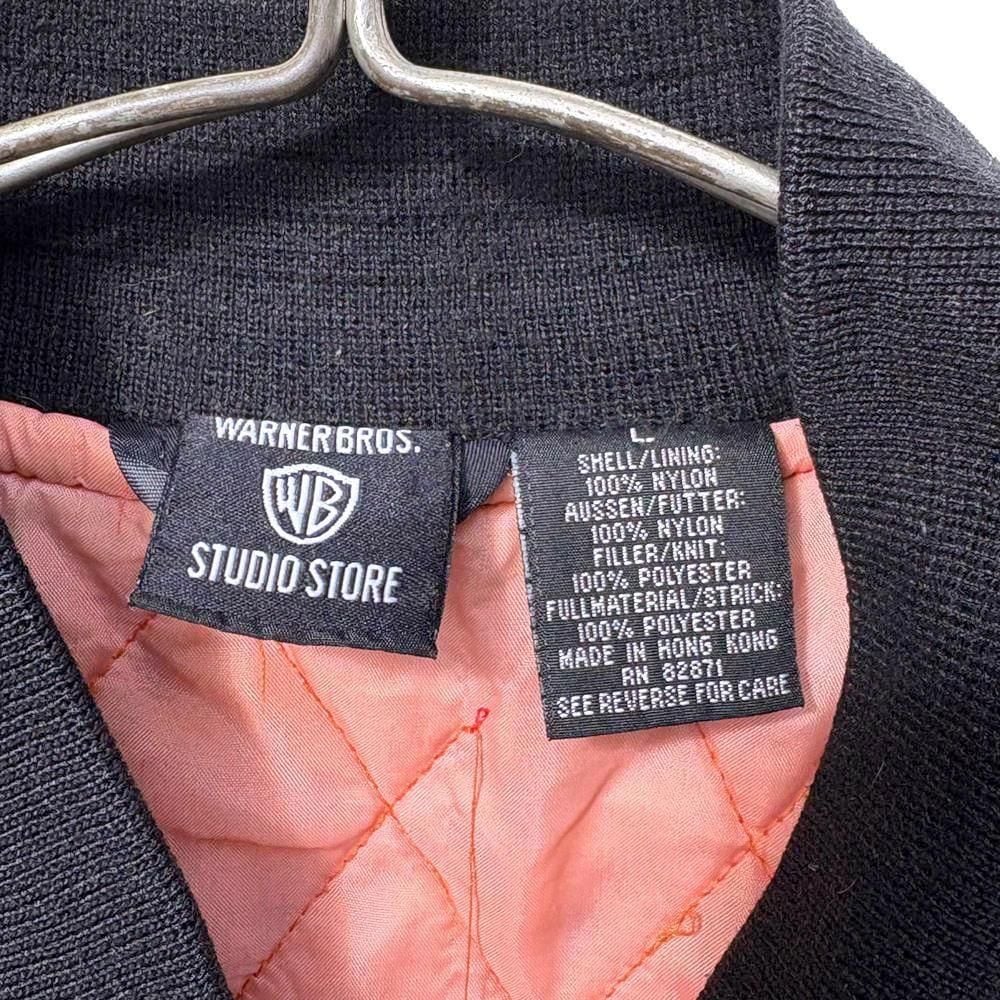 WARNER BROS.
WB
STUDIO STORE
L
SHELL/LINING:
100% NYLON
AUSSEN/FUTTER:
100% NYLON
FILLER/KNIT:
100% POLYESTER
FULLMATERIAL/STRICK:
100% POLYESTER
MADE IN HONG KONG
RN 82871
SEE REVERSE FOR CARE